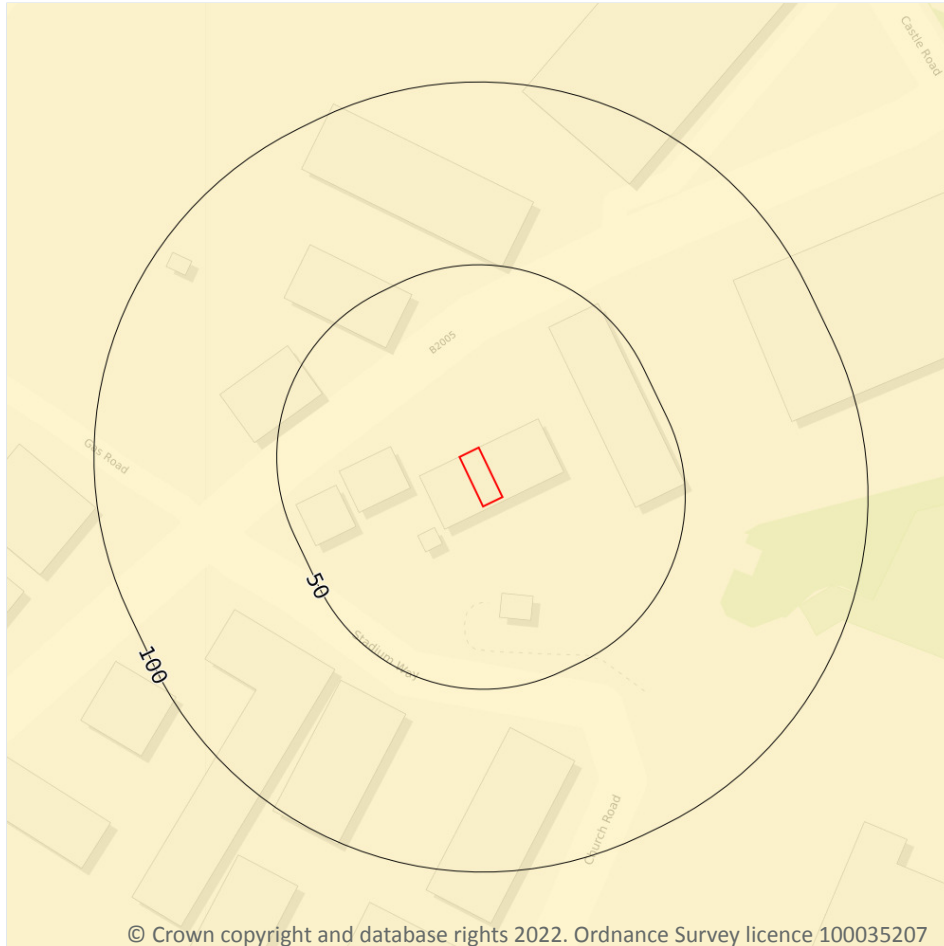 Castle Road
B2005
Gas Road
50
Stadium Way
100
Church Road
© Crown copyright and database rights 2022. Ordnance Survey licence 100035207